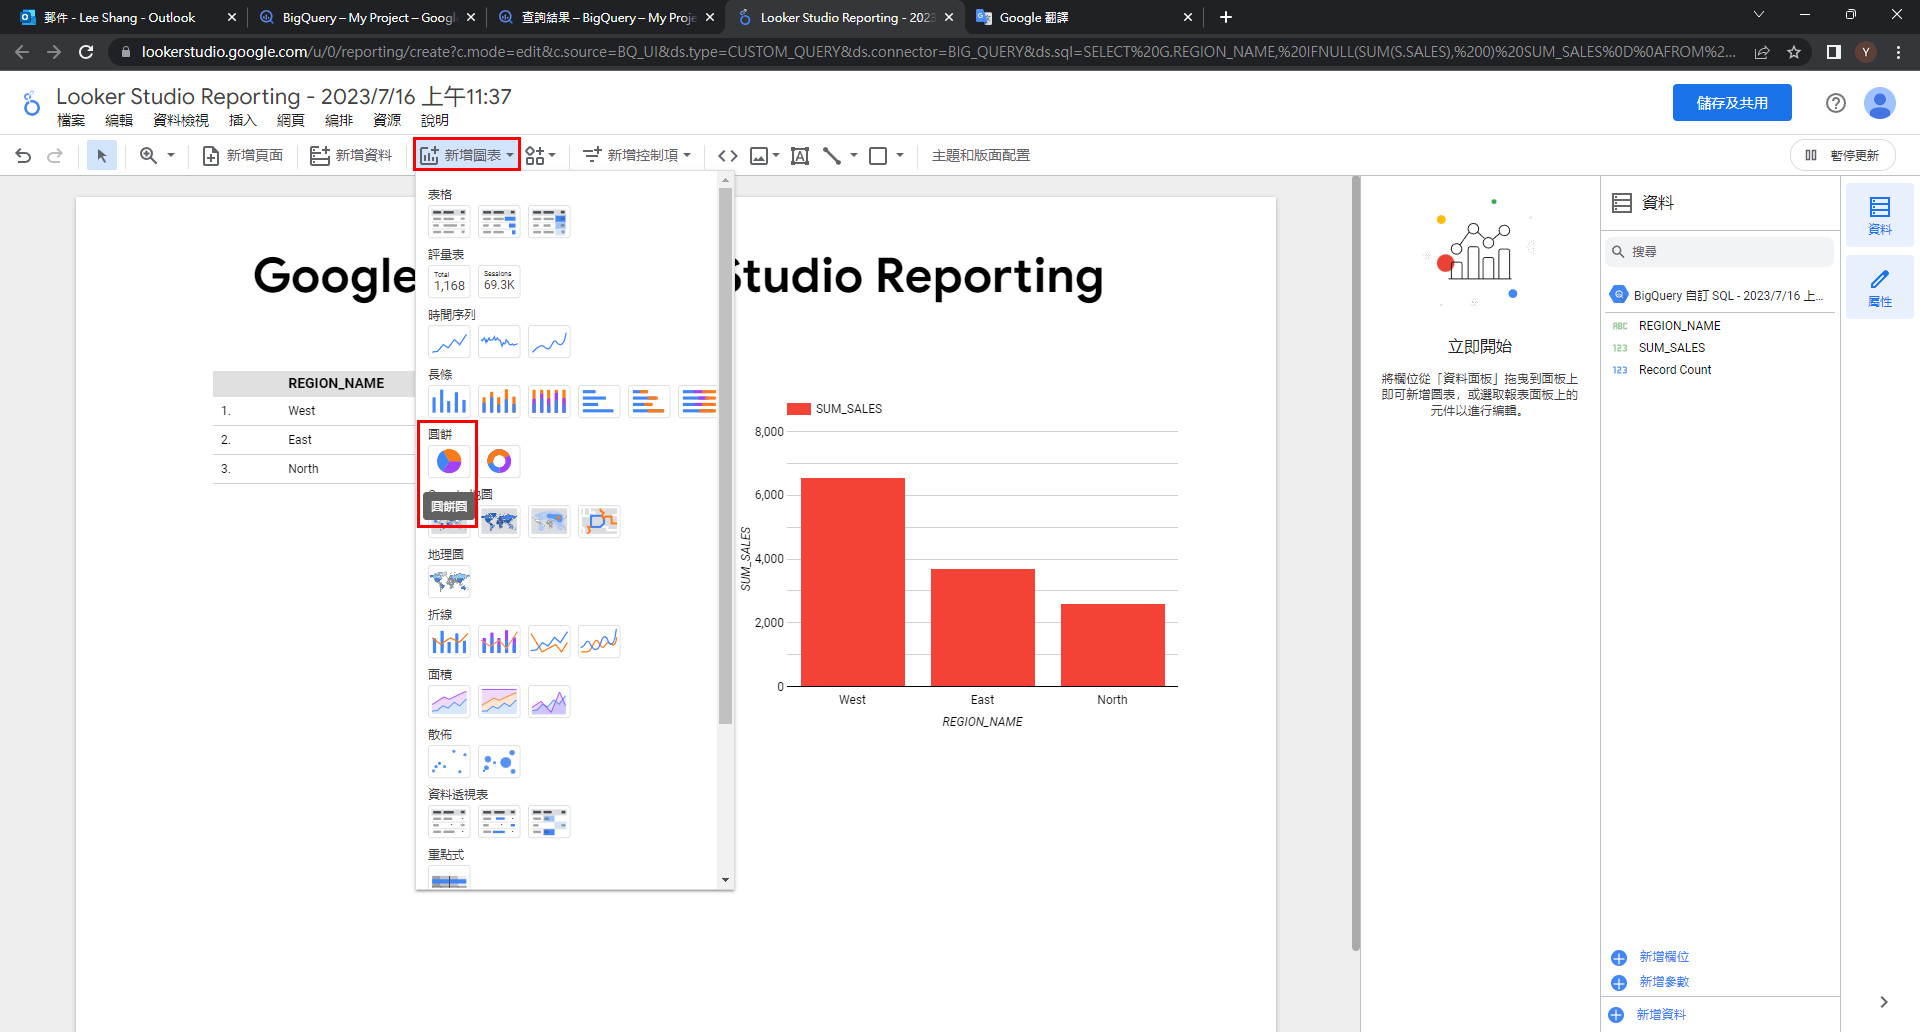 郵件 - Lee Shang - Outlook
BigQuery – My Project – Google
查詢結果 – BigQuery – My Proje
Looker Studio Reporting - 2023
Google 翻譯
lookerstudio.google.com/u/0/reporting/create?c.mode=edit&c.source=BQ_UI&ds.type=CUSTOM_QUERY&ds.connector=BIG_QUERY&ds.sql=SELECT%20G.REGION_NAME,%20IFNULL(SUM(S.SALES),%200)%20SUM_SALES%0D%0AFROM%2...
Y
Looker Studio Reporting - 2023/7/16 上午11:37
檔案 編輯 資料檢視 插入 網頁 編排 資源 說明
儲存及共用
新增頁面 新增資料 新增圖表 新增控制項 主題和版面配置 暫停更新
表格
評量表
Total
1,168
Sessions
69.3K
時間序列
長條
圓餅
地圖
圓餅圖
地理圖
折線
面積
散佈
資料透視表
重點式
Google
Studio Reporting
REGION_NAME
1. West
2. East
3. North
SUM_SALES
8,000
6,000
4,000
2,000
0
SUM_SALES
West East North
REGION_NAME
立即開始
將欄位從「資料面板」拖曳到面板上
即可新增圖表，或選取報表面板上的
元件以進行編輯。
資料
搜尋
BigQuery 自訂 SQL - 2023/7/16 上...
ABC REGION_NAME
123 SUM_SALES
123 Record Count
新增欄位
新增參數
新增資料
資料
屬性